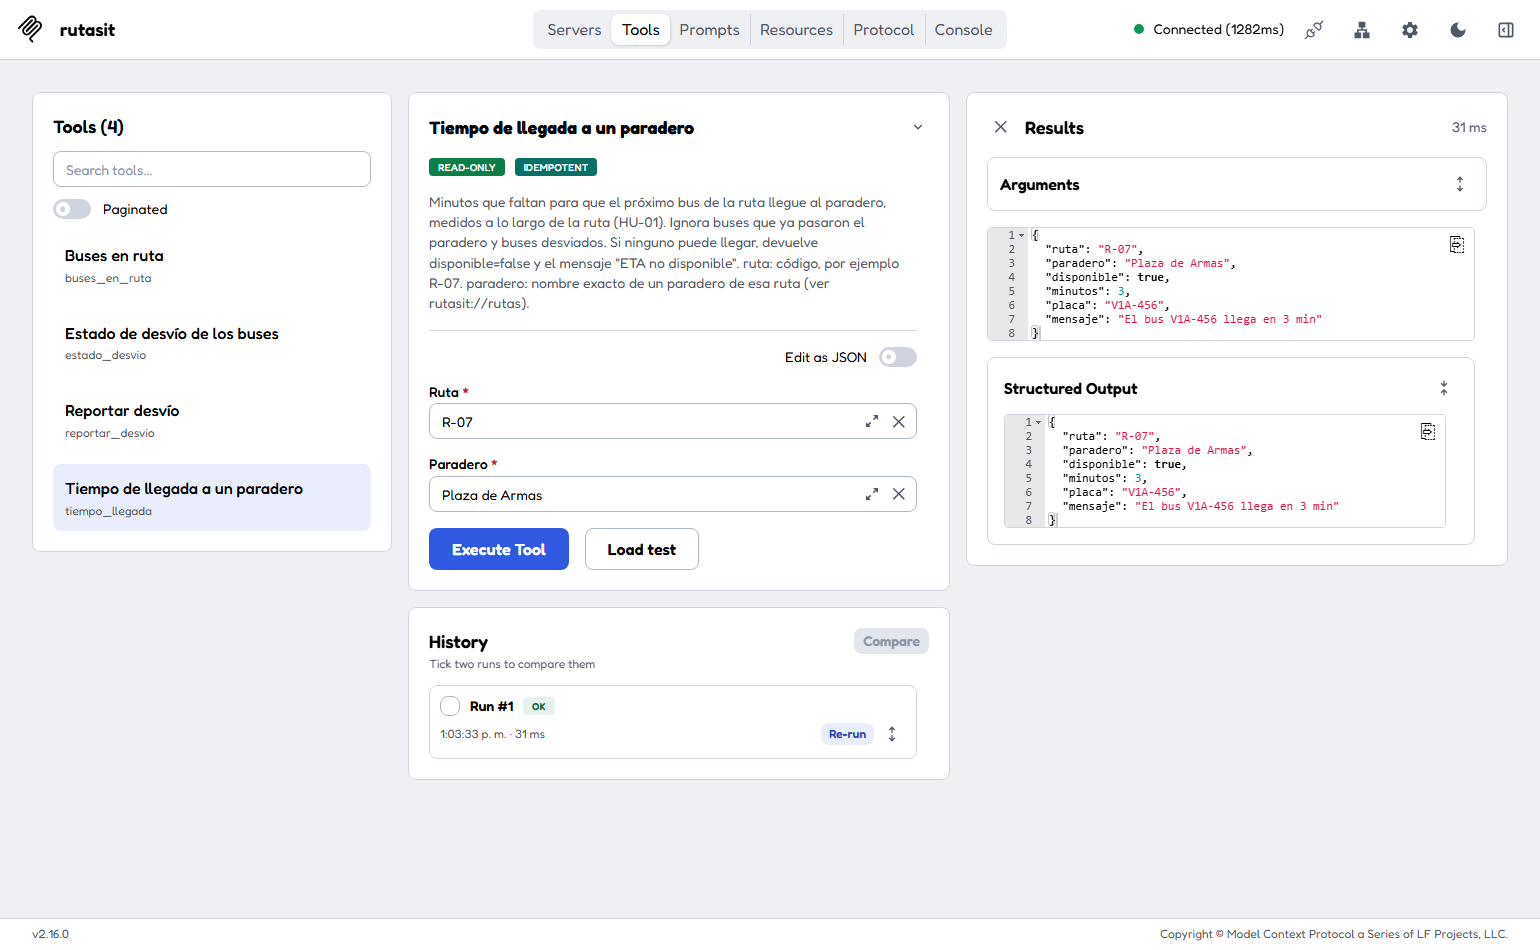 rutasit
Servers
Tools
Prompts
Resources
Protocol
Console
Connected (1282ms)
Tools (4)
Search tools...
Paginated
Buses en ruta
buses_en_ruta
Estado de desvío de los buses
estado_desvio
Reportar desvío
reportar_desvio
Tiempo de llegada a un paradero
tiempo_llegada
Tiempo de llegada a un paradero
READ-ONLY
IDEMPOTENT
Minutos que faltan para que el próximo bus de la ruta llegue al paradero,
medidos a lo largo de la ruta (HU-01). Ignora buses que ya pasaron el
paradero y buses desviados. Si ninguno puede llegar, devuelve
disponible=false y el mensaje "ETA no disponible". ruta: código, por ejemplo
R-07. paradero: nombre exacto de un paradero de esa ruta (ver
rutasit://rutas).
Edit as JSON
Ruta *
R-07
Paradero *
Plaza de Armas
Execute Tool
Load test
History
Compare
Tick two runs to compare them
Run #1
OK
1:03:33 p. m. · 31 ms
Re-run
Results
31 ms
Arguments
1 {
2 "ruta": "R-07",
3 "paradero": "Plaza de Armas",
4 "disponible": true,
5 "minutos": 3,
6 "placa": "V1A-456",
7 "mensaje": "El bus V1A-456 llega en 3 min"
8 }
Structured Output
1 {
2 "ruta": "R-07",
3 "paradero": "Plaza de Armas",
4 "disponible": true,
5 "minutos": 3,
6 "placa": "V1A-456",
7 "mensaje": "El bus V1A-456 llega en 3 min"
8 }
v2.16.0
Copyright © Model Context Protocol a Series of LF Projects, LLC.